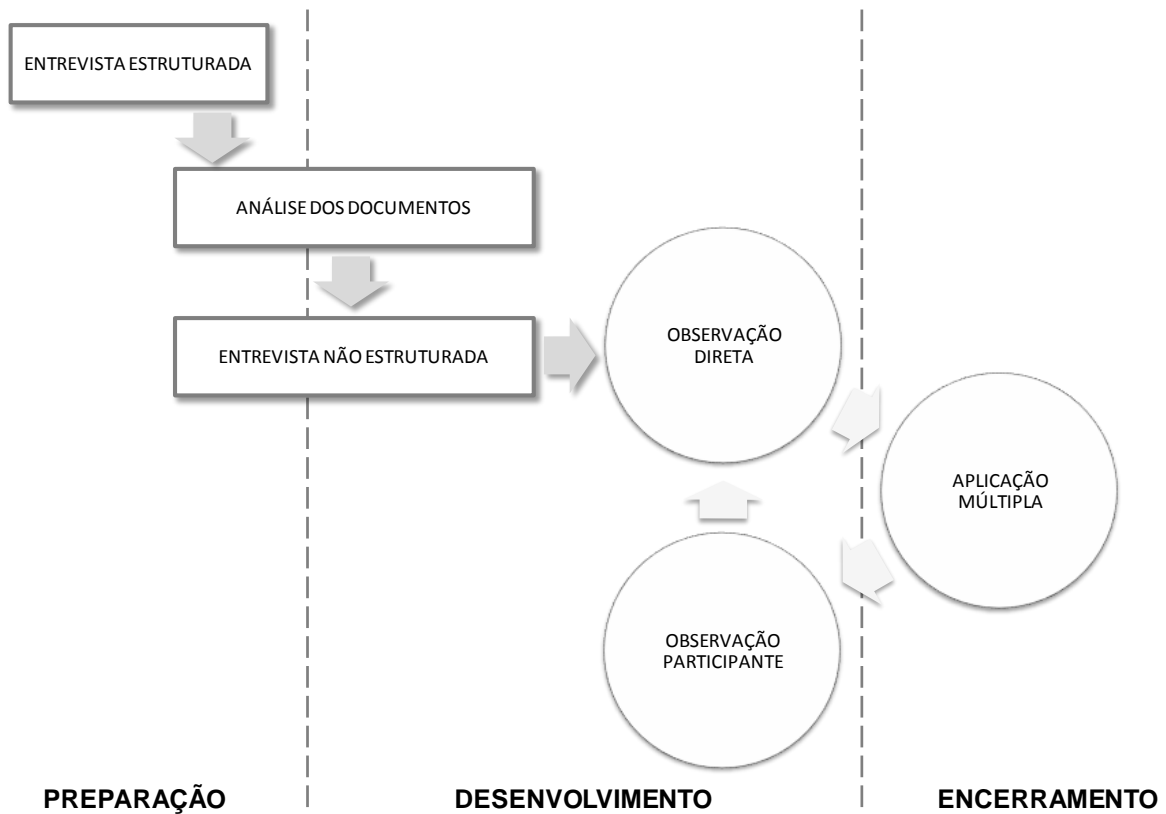 ENTREVISTA ESTRUTURADA
ANÁLISE DOS DOCUMENTOS
ENTREVISTA NÃO ESTRUTURADA
OBSERVAÇÃO
DIRETA
APLICAÇÃO
MÚLTIPLA
OBSERVAÇÃO
PARTICIPANTE
PREPARAÇÃO
DESENVOLVIMENTO
ENCERRAMENTO